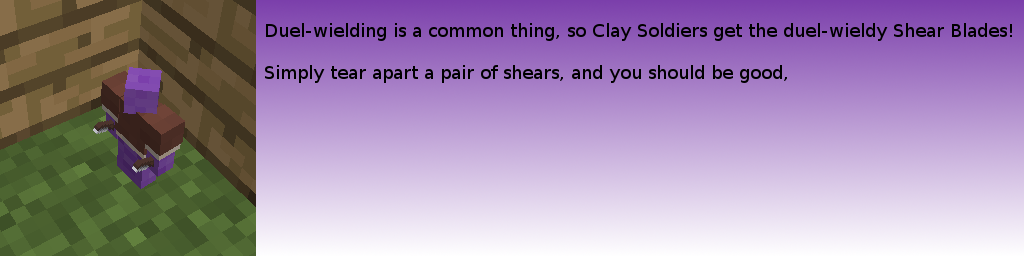 Duel-wielding is a common thing, so Clay Soldiers get the duel-wieldy Shear Blades!
Simply tear apart a pair of shears, and you should be good,